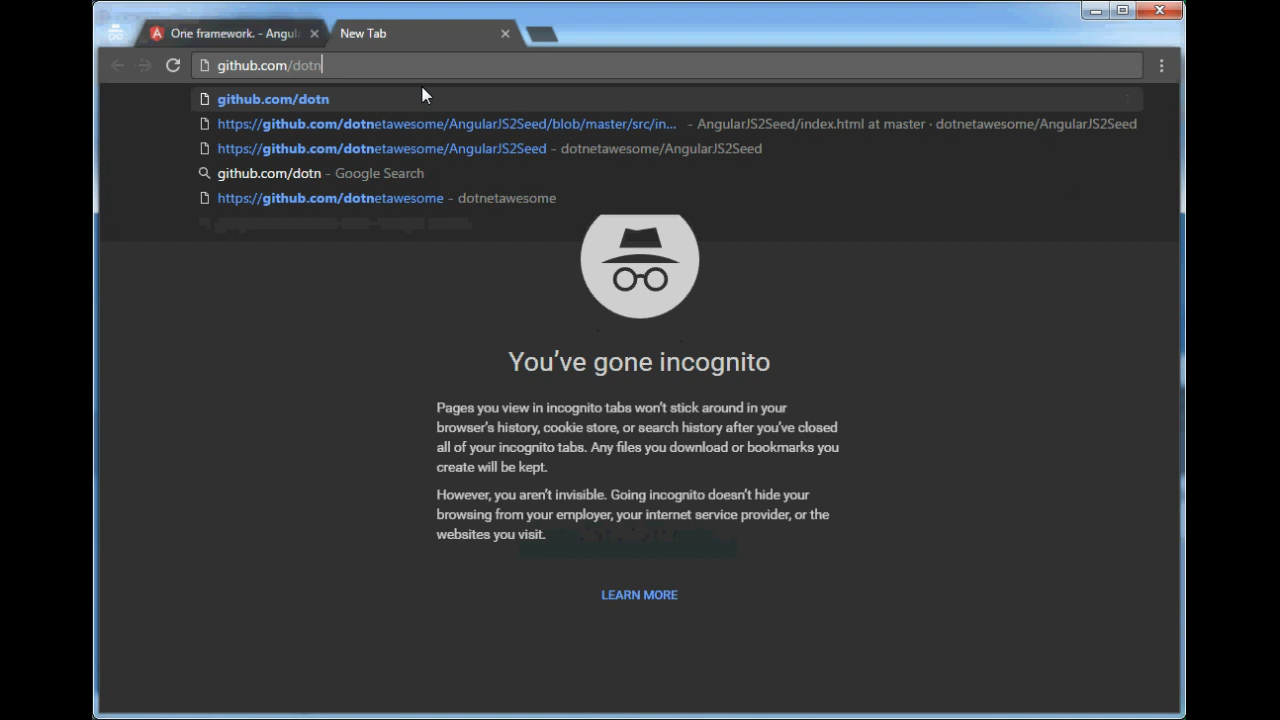 One framework. - Angul
New Tab
github.com/dotn
github.com/dotn
https://github.com/dotnetawesome/AngularJS2Seed/blob/master/src/in... - AngularJS2Seed/index.html at master · dotnetawesome/AngularJS2Seed
https://github.com/dotnetawesome/AngularJS2Seed - dotnetawesome/AngularJS2Seed
github.com/dotn - Google Search
https://github.com/dotnetawesome - dotnetawesome
You've gone incognito
Pages you view in incognito tabs won't stick around in your
browser's history, cookie store, or search history after you've closed
all of your incognito tabs. Any files you download or bookmarks you
create will be kept.
However, you aren't invisible. Going incognito doesn't hide your
browsing from your employer, your internet service provider, or the
websites you visit.
LEARN MORE